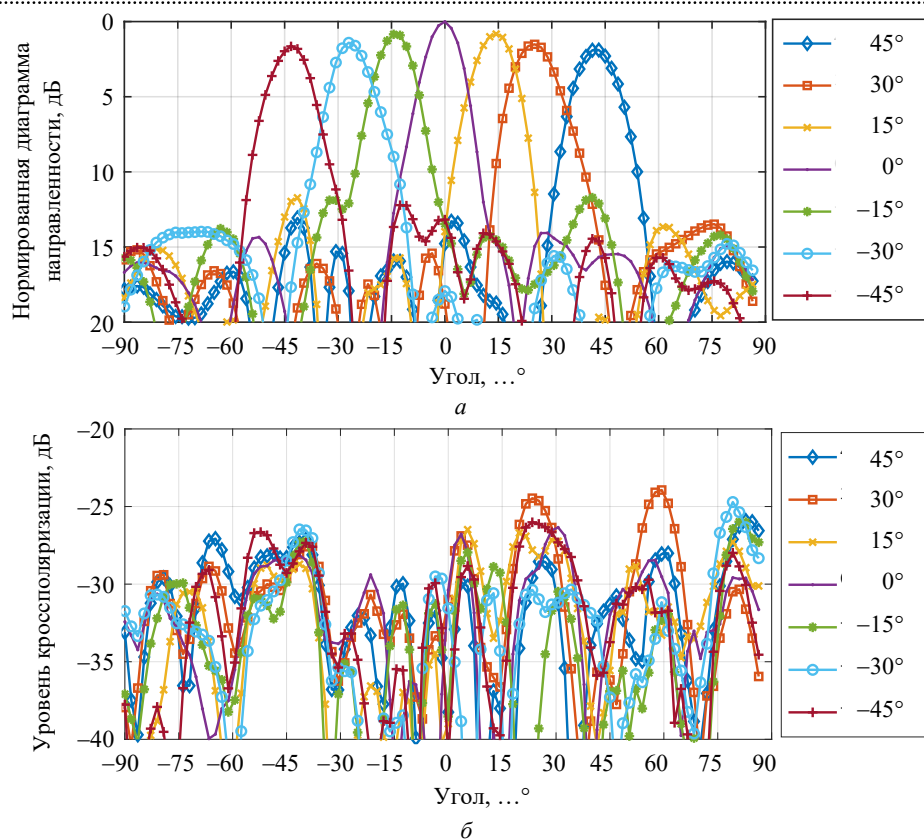 Нормированная диаграмма
направленности, дБ
0
5
10
15
20
−90 −75 −60 −45 −30 −15 0 15 30 45 60 75 90
Угол, …°
а
45°
30°
15°
0°
−15°
−30°
−45°
Уровень кроссполяризации, дБ
−20
−25
−30
−35
−40
−90 −75 −60 −45 −30 −15 0 15 30 45 60 75 90
Угол, …°
б
45°
30°
15°
0°
−15°
−30°
−45°